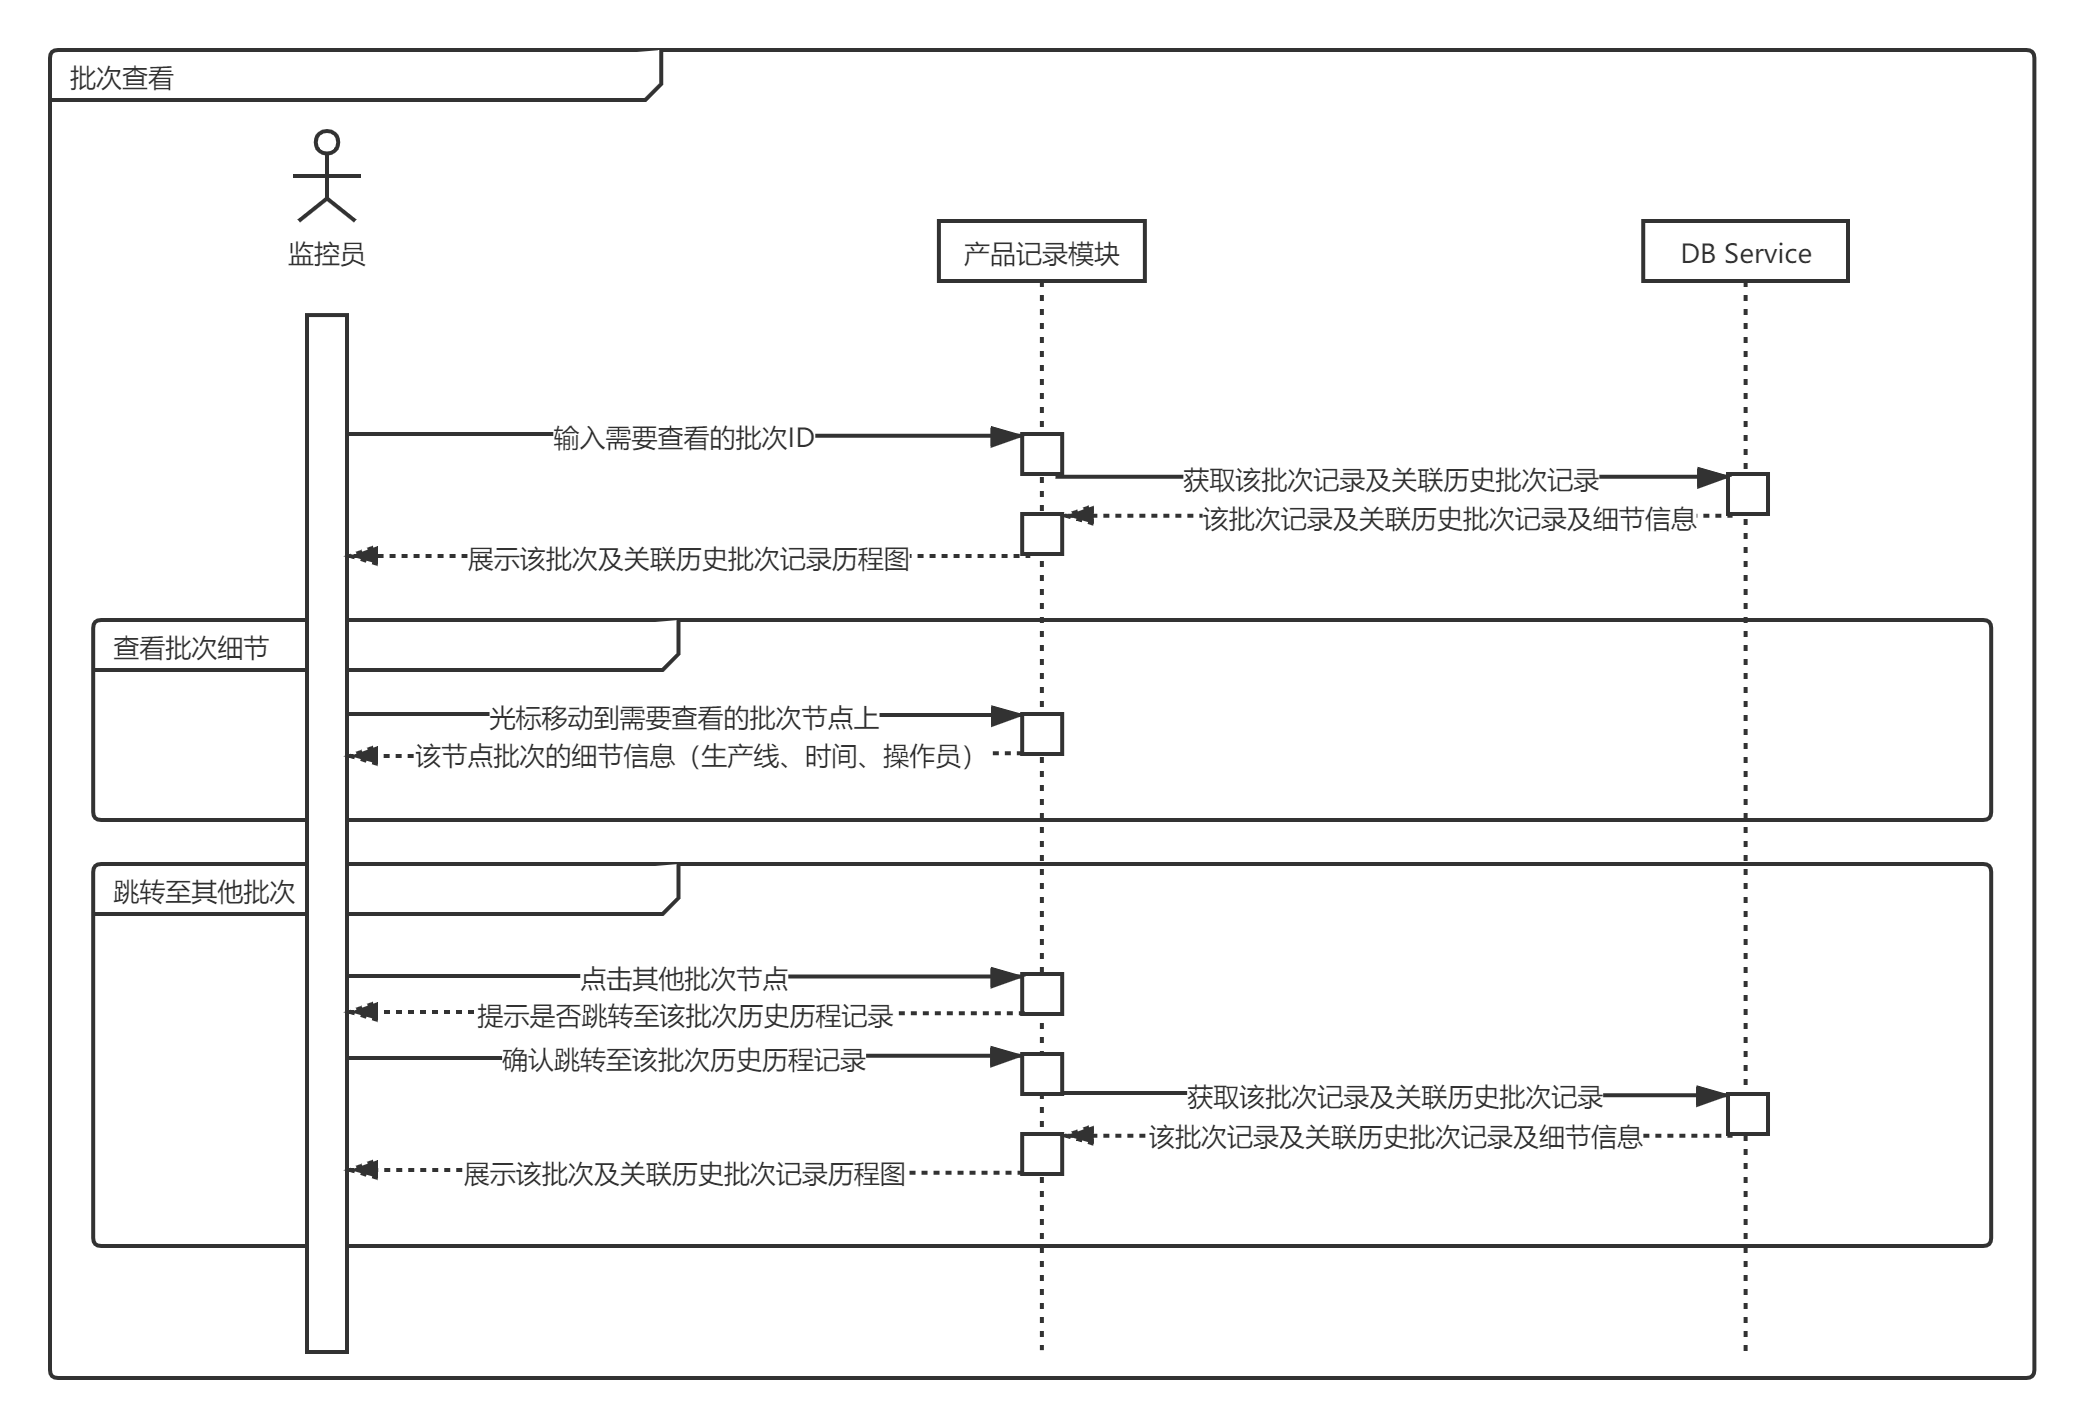 批次查看
监控员
产品记录模块
DB Service
输入需要查看的批次ID
获取该批次记录及关联历史批次记录
该批次记录及关联历史批次记录及细节信息
展示该批次及关联历史批次记录历程图
查看批次细节
光标移动到需要查看的批次节点上
该节点批次的细节信息（生产线、时间、操作员）
跳转至其他批次
点击其他批次节点
提示是否跳转至该批次历史历程记录
确认跳转至该批次历史历程记录
获取该批次记录及关联历史批次记录
该批次记录及关联历史批次记录及细节信息
展示该批次及关联历史批次记录历程图